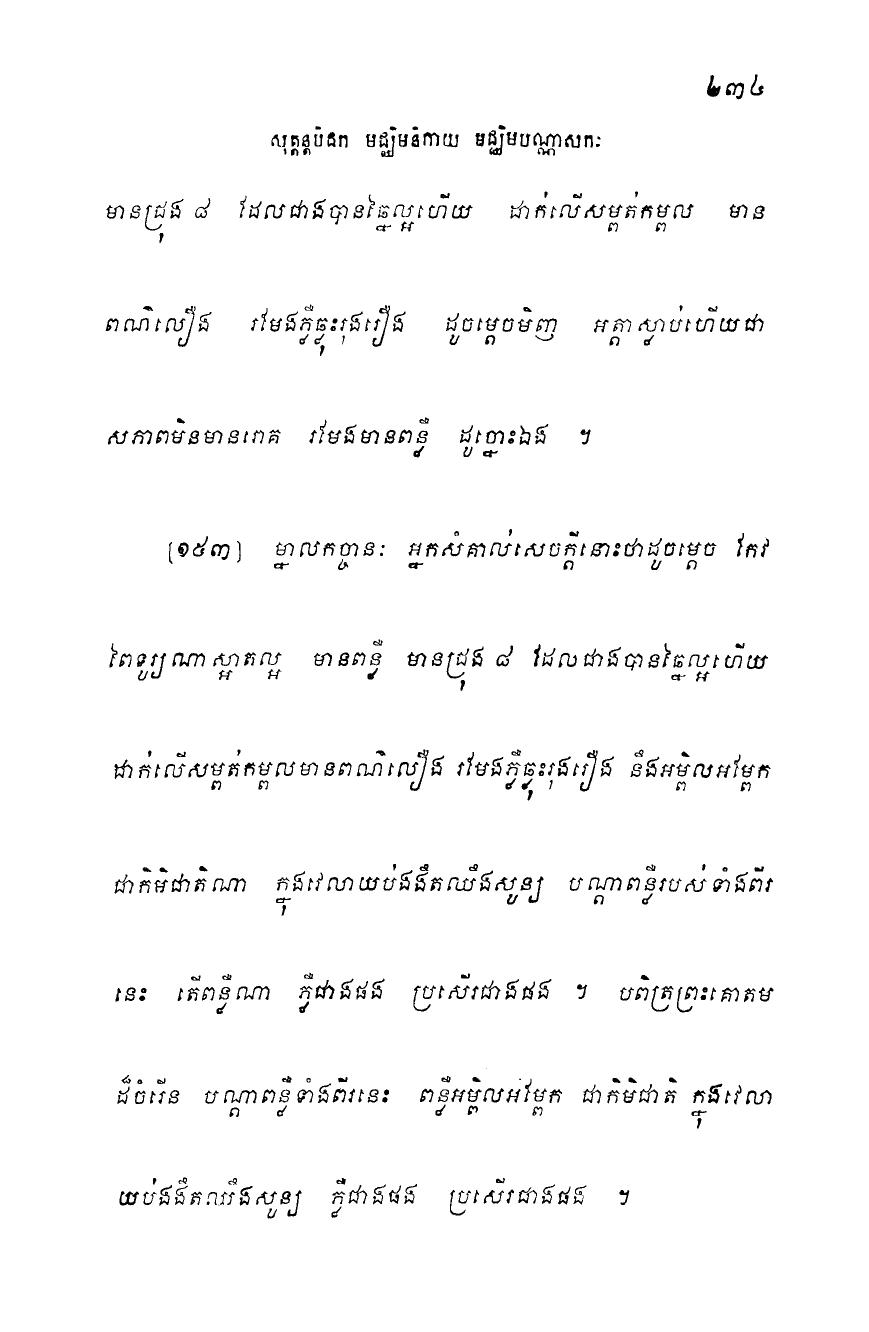 ២៣៤
សុត្តន្តបិដក មជ្ឈិមនិកាយ មជ្ឈិមបណ្ណាសកៈ
មានជ្រុង ៨ ដែលជាងបានច្នៃល្អហើយ ដាក់លើសម្ពត់កម្ពល មាន
ពណ៌លឿង រមែងភ្លឺផ្លុះរុងរឿង ដូចម្តេចមិញ អត្តាស្លាប់ហើយជា
សភាពមិនមានរោគ រមែងមានពន្លឺ ដូច្នោះឯង ។
[១៥៣] ម្នាលកច្ចានៈ អ្នកសំគាល់សេចក្តីនោះថាដូចម្តេច កែវ
ពៃទូរ្យណាស្អាតល្អ មានពន្លឺ មានជ្រុង ៨ ដែលជាងបានច្នៃល្អហើយ
ដាក់លើសម្ពត់កម្ពលមានពណ៌លឿង រមែងភ្លឺផ្លុះរុងរឿង នឹងអម្ពិលអម្ពែក
ជាកិមិជាតិណា ក្នុងវេលាយប់ងងឹតឈឹងសូន្យ បណ្តាពន្លឺរបស់ទាំងពីរ
នេះ តើពន្លឺណា ភ្លឺជាងផង ប្រសើរជាងផង ។ បពិត្រព្រះគោតម
ដ៏ចំរើន បណ្តាពន្លឺទាំងពីរនេះ ពន្លឺអម្ពិលអម្ពែក ជាកិមិជាតិ ក្នុងវេលា
យប់ងងឹតឈឹងសូន្យ ភ្លឺជាងផង ប្រសើរជាងផង ។